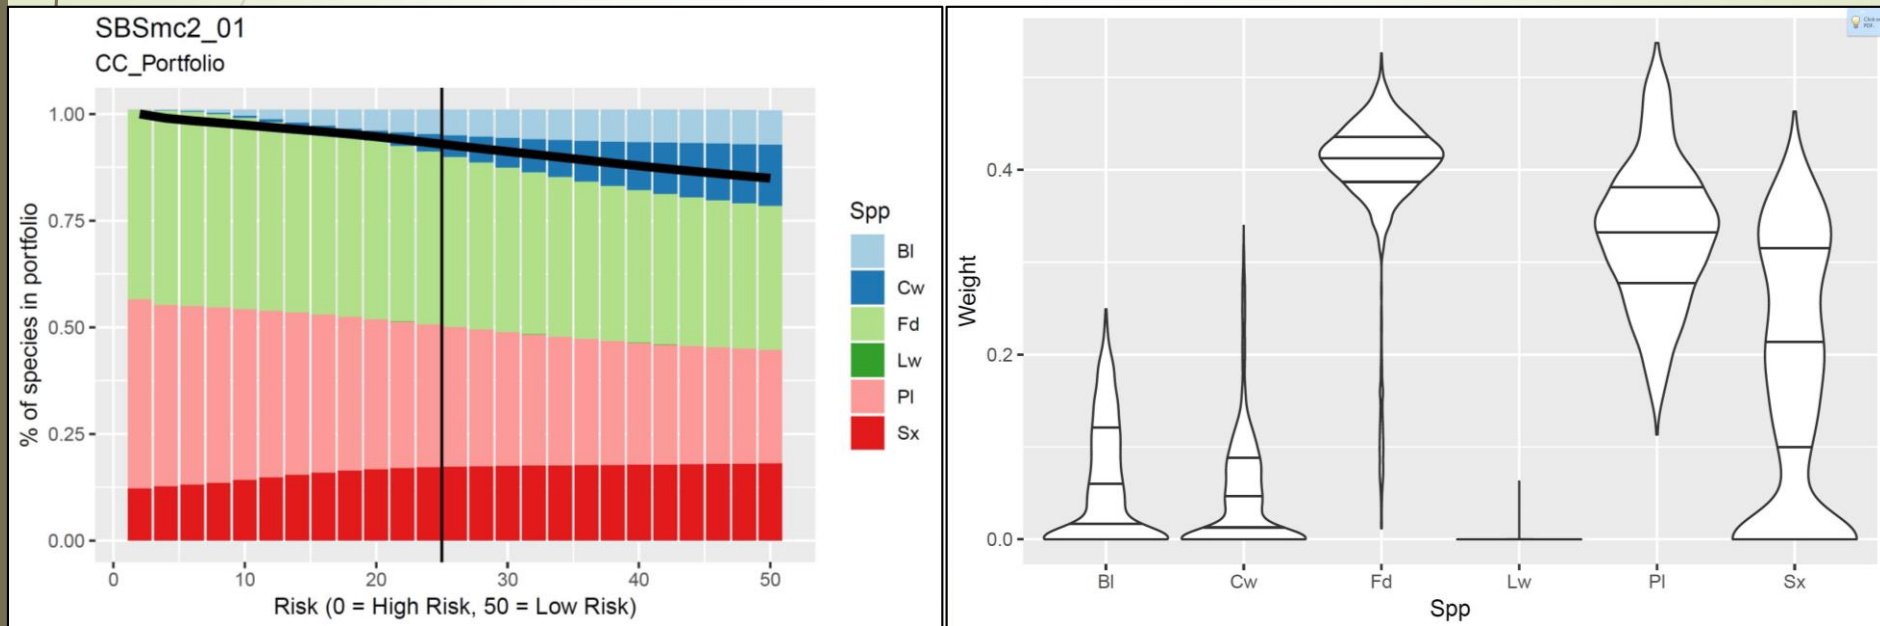 SBSmc2_01
CC_Portfolio
% of species in portfolio
1.00
0.75
0.50
0.25
0.00
0
10
20
30
40
50
Risk (0 = High Risk, 50 = Low Risk)
Spp
Bl
Cw
Fd
Lw
Pl
Sx
Weight
0.4
0.2
0.0
Bl
Cw
Fd
Lw
Pl
Sx
Spp